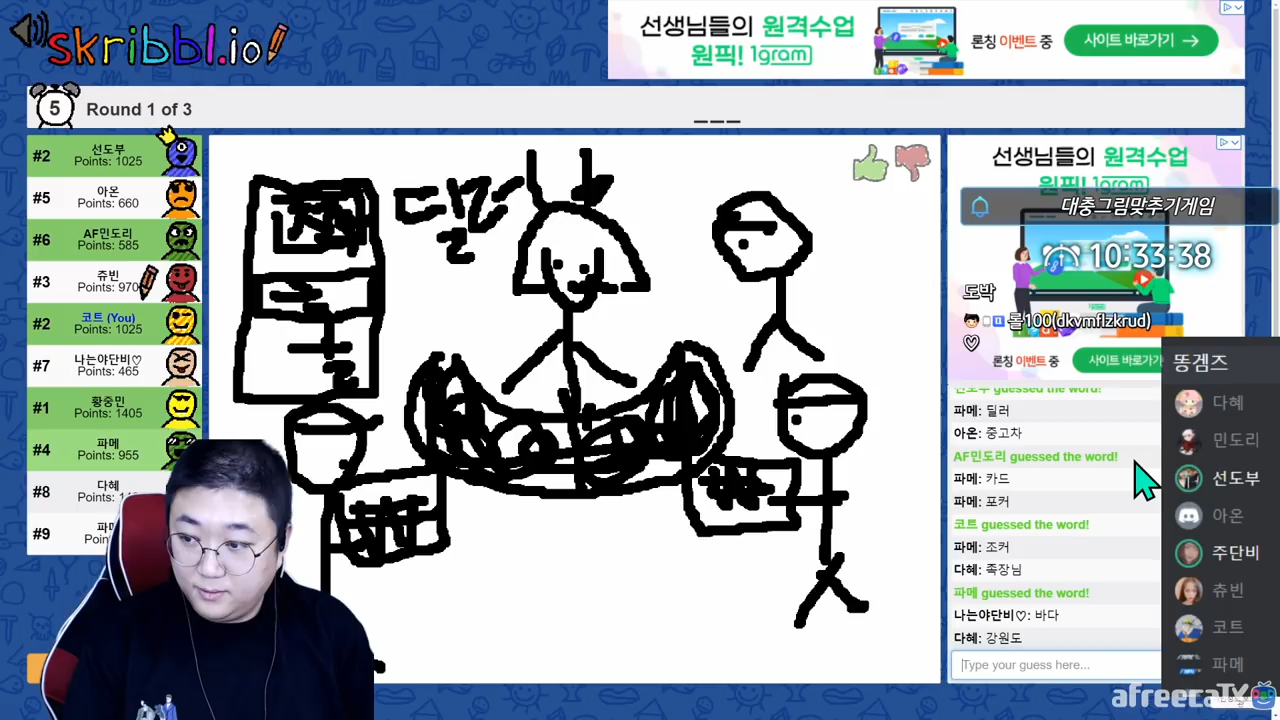 skribbl.io
선생님들의 원격수업
원픽! 1gram
론칭 이벤트 중
사이트 바로가기 →
5
Round 1 of 3
_ _ _
#2 선도부
Points: 1025
#5 아온
Points: 660
#6 AF민도리
Points: 585
#3 쥬빈
Points: 970
#2 코트 (You)
Points: 1025
#7 나는야단비♡
Points: 465
#1 황중민
Points: 1405
#4 파메
Points: 955
#8 다혜
#9
딜러
선생님들의 원격수업
원픽! 1gram
대충그림맞추기게임
10:33:38
도박
롤100(dkvmflzkrud)
♡
론칭 이벤트 중
사이트 바로가기
선도부 guessed the word!
파메: 딜러
아온: 중고차
AF민도리 guessed the word!
파메: 카드
파메: 포커
코트 guessed the word!
파메: 조커
다혜: 족장님
파메 guessed the word!
나는야단비♡: 바다
다혜: 강원도
Type your guess here...
똥겜즈
다혜
민도리
선도부
아온
주단비
츄빈
코트
파메
afreecaTV